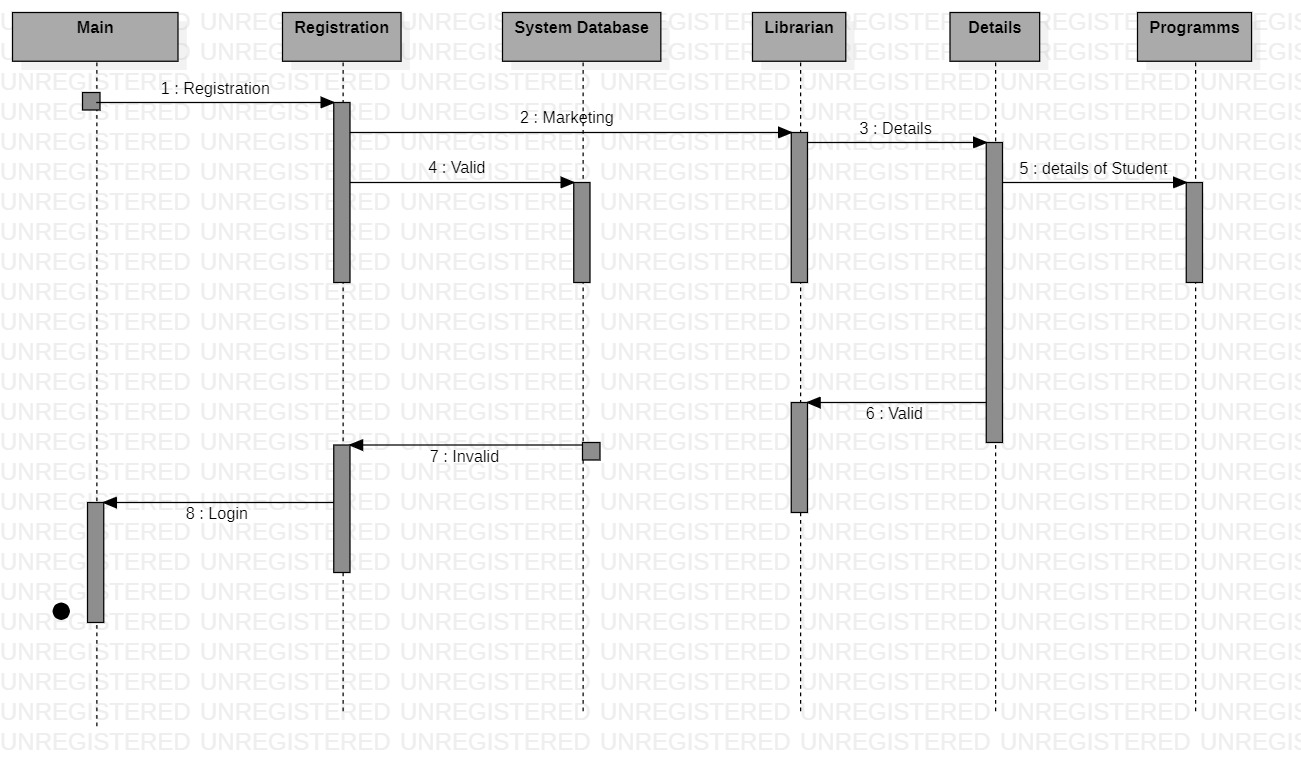 Main
Registration
System Database
Librarian
Details
Programms
1 : Registration
2 : Marketing
3 : Details
4 : Valid
5 : details of Student
6 : Valid
7 : Invalid
8 : Login
UNREGISTERED